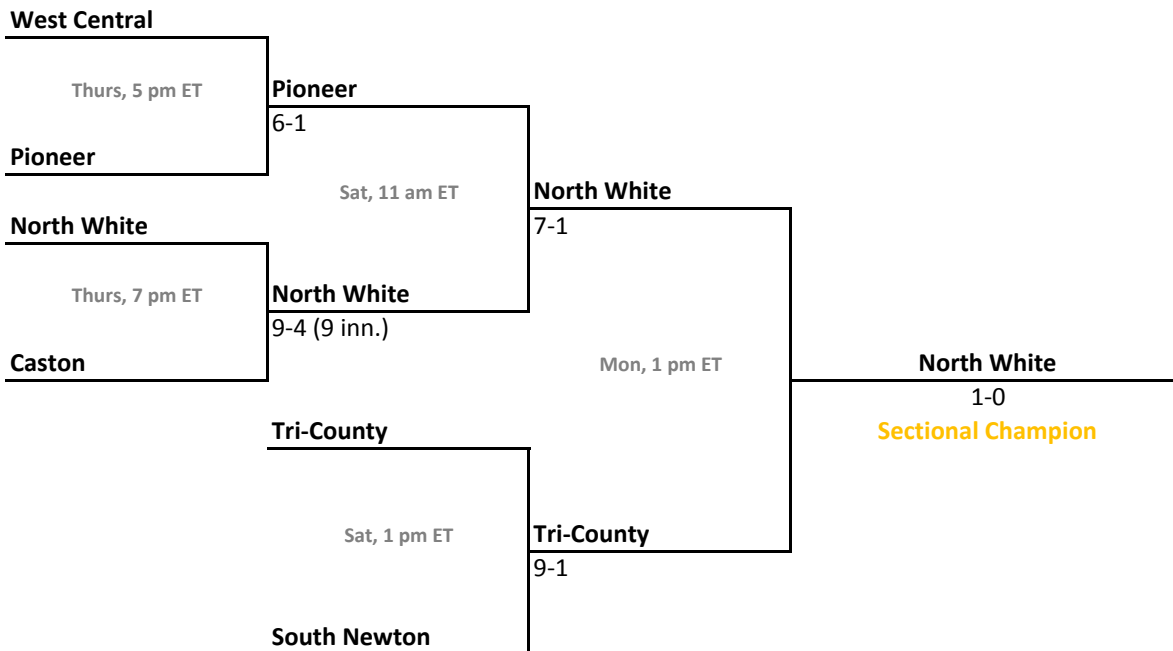 West Central
Thurs, 5 pm ET
Pioneer
6-1
Pioneer
Sat, 11 am ET
North White
7-1
North White
Thurs, 7 pm ET
North White
9-4 (9 inn.)
Caston
Mon, 1 pm ET
North White
1-0
Sectional Champion
Tri-County
Sat, 1 pm ET
Tri-County
9-1
South Newton